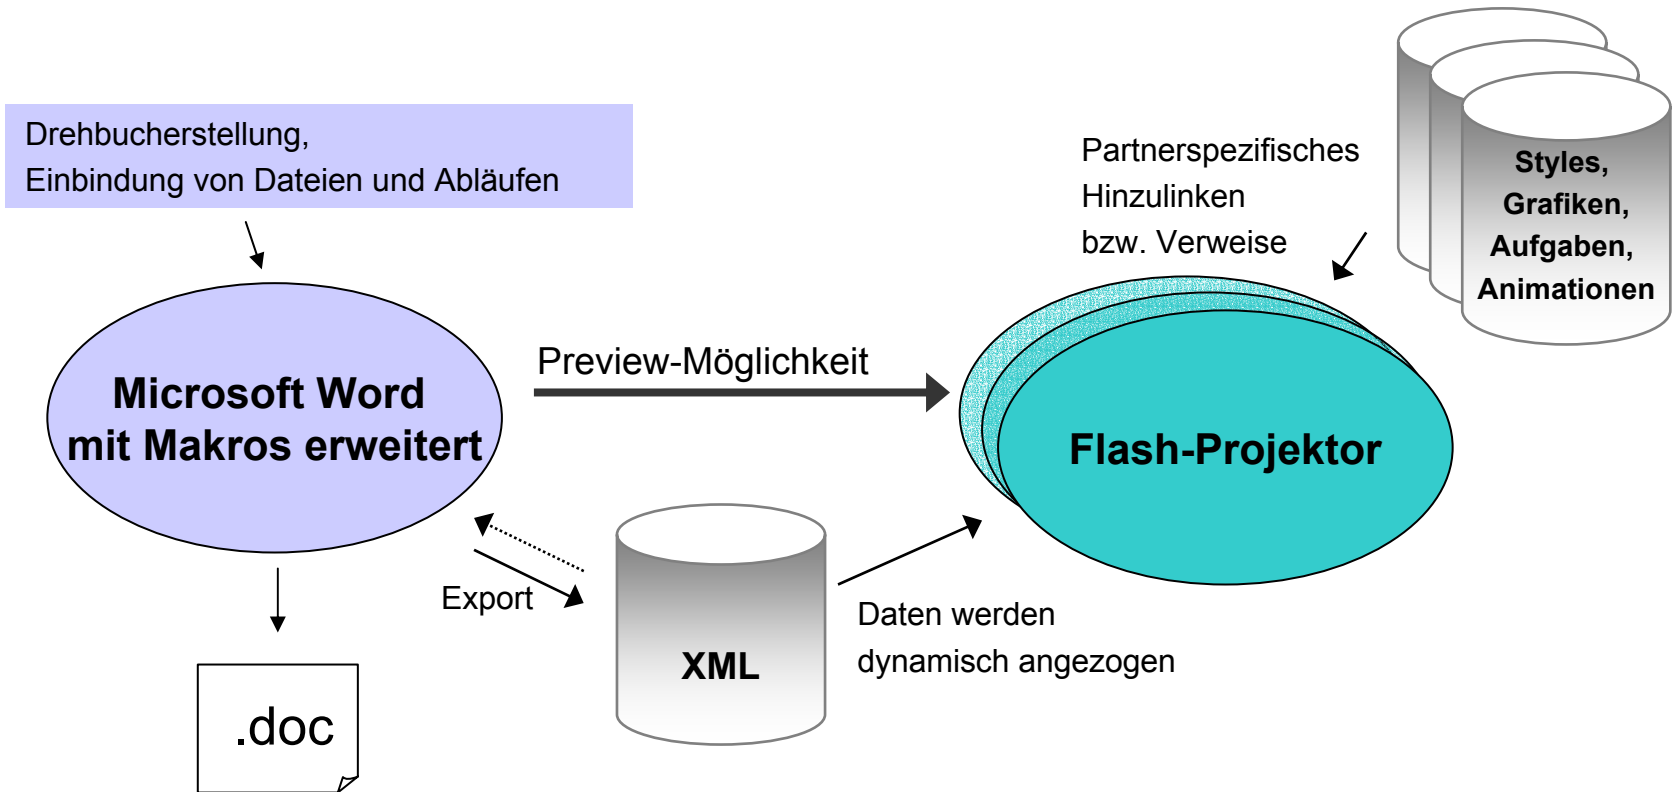 Drehbucherstellung,
Einbindung von Dateien und Abläufen
Partnerspezifisches
Hinzulinken
bzw. Verweise
Styles,
Grafiken,
Aufgaben,
Animationen
Microsoft Word
mit Makros erweitert
Preview-Möglichkeit
Flash-Projektor
Export
XML
Daten werden
dynamisch angezogen
.doc